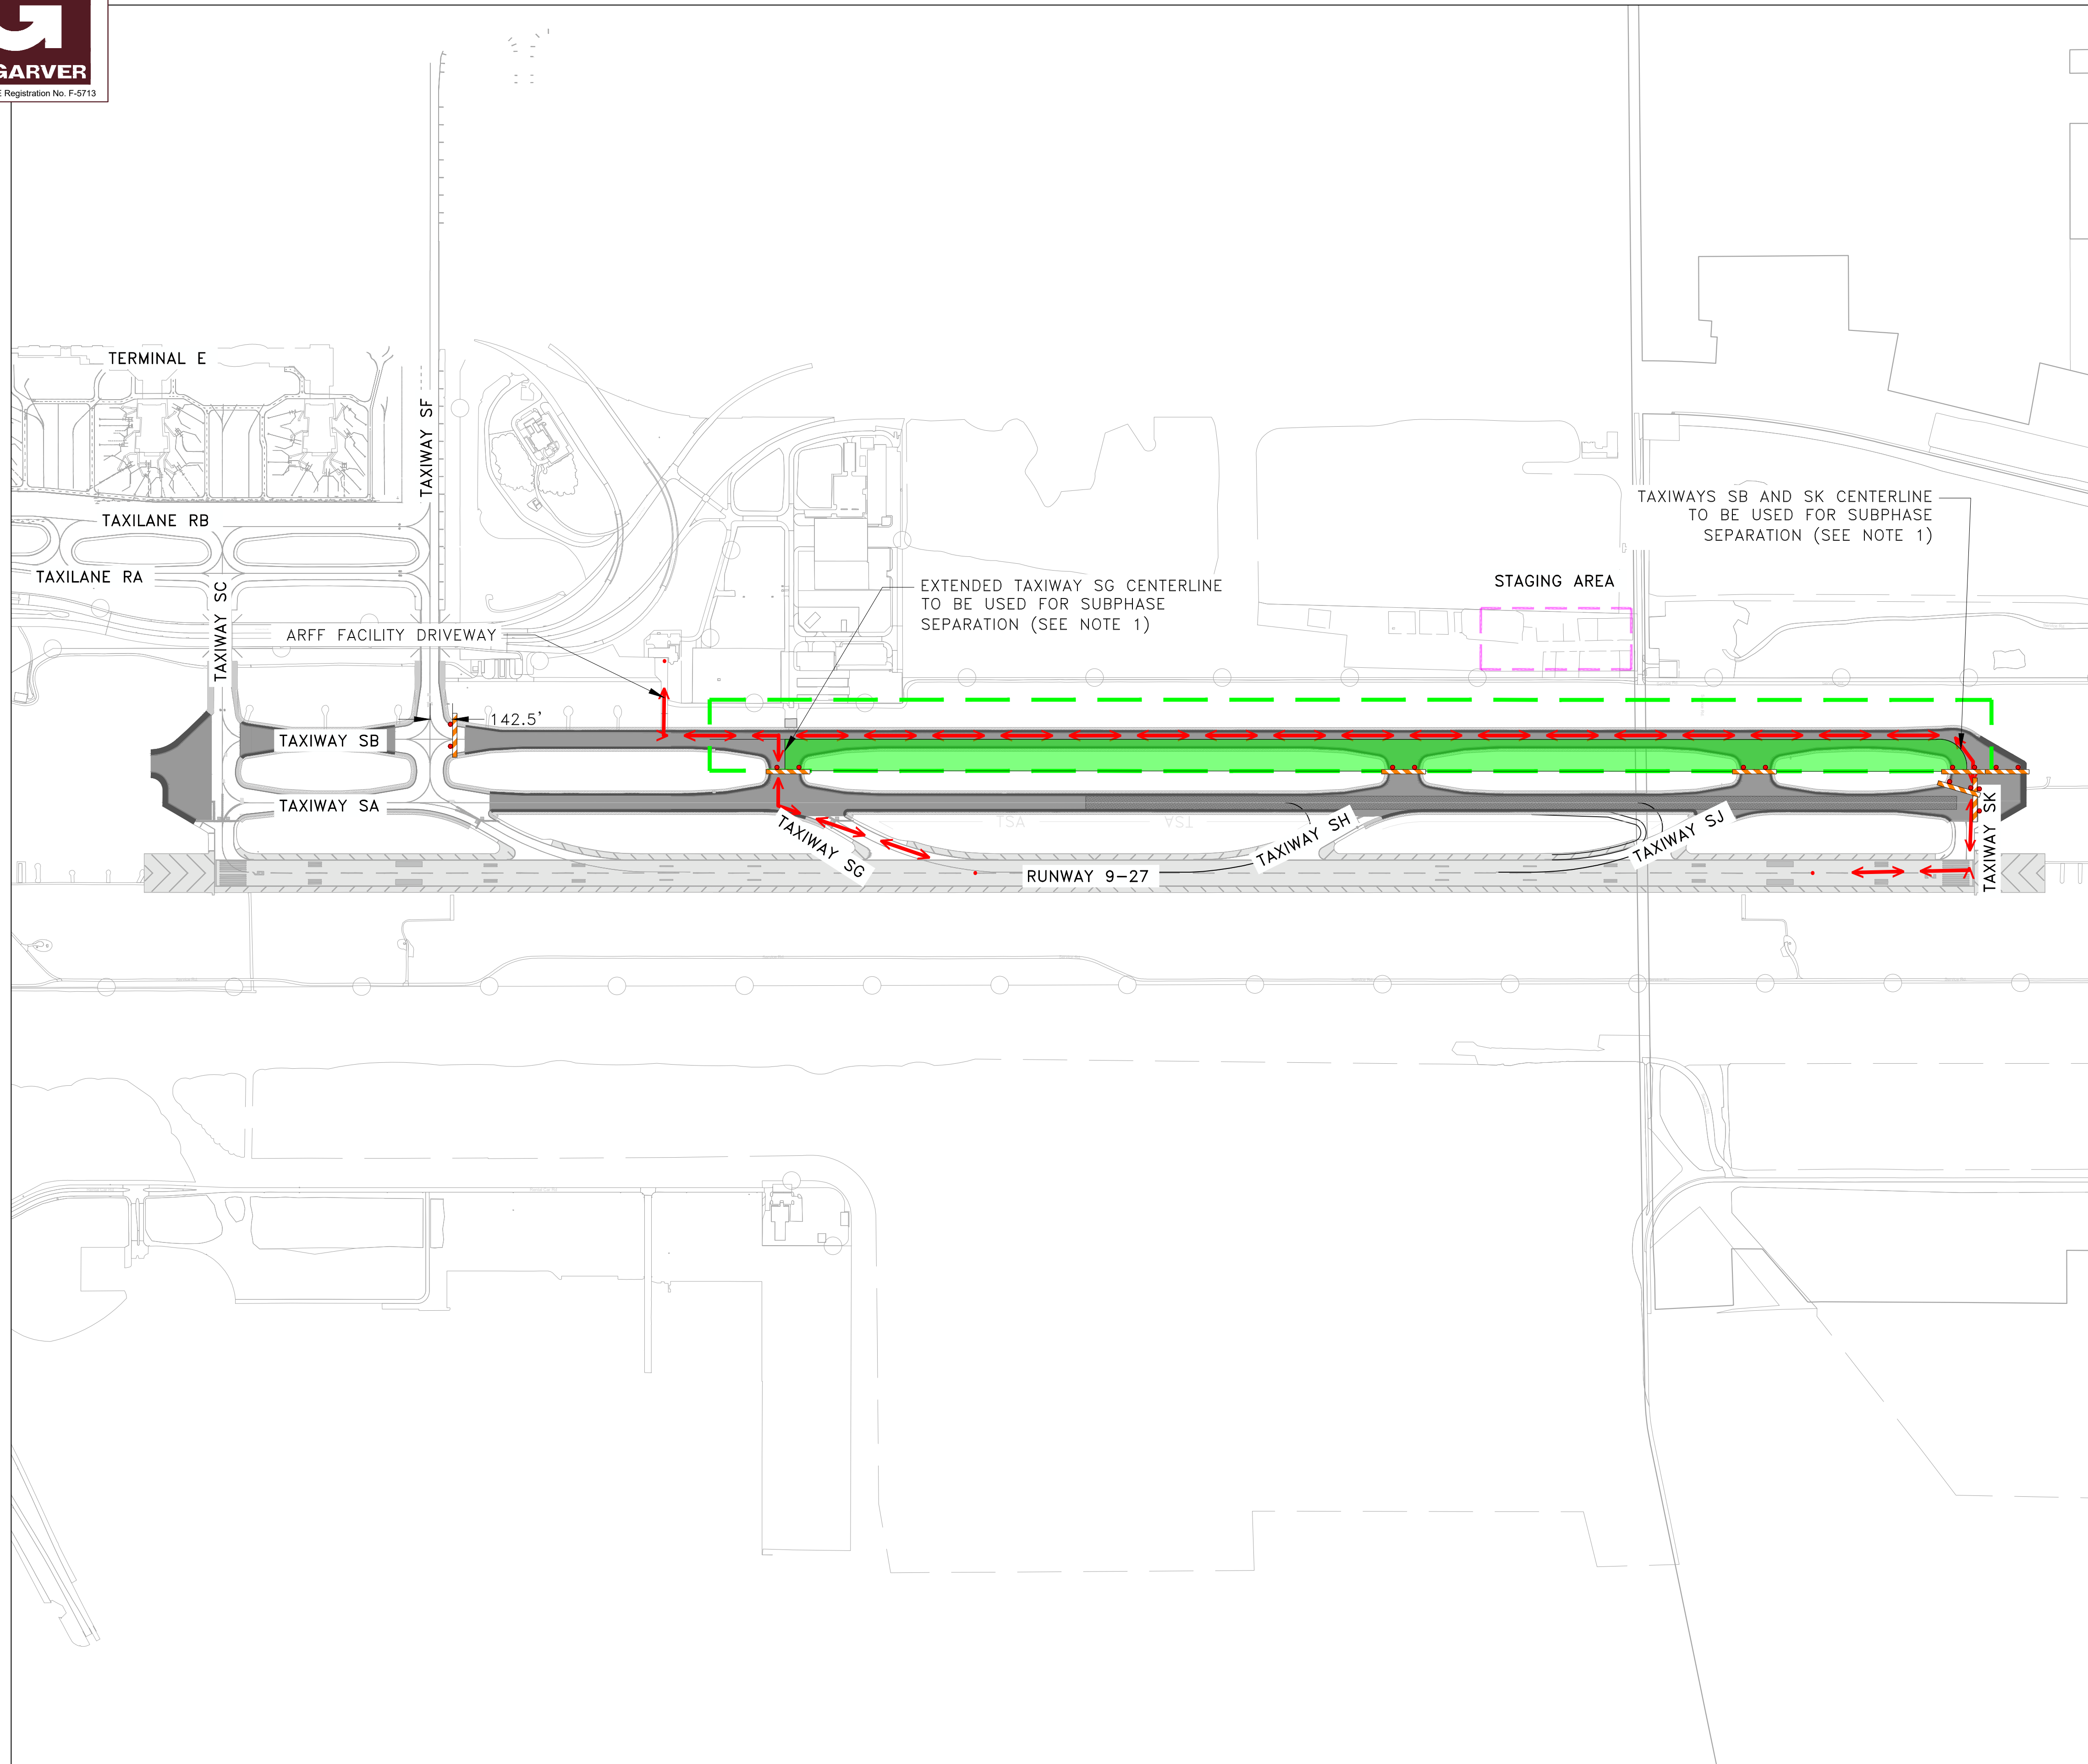 GARVER
E Registration No. F-5713
TERMINAL E
TAXIWAY SF
TAXIWAYS SB AND SK CENTERLINE
TO BE USED FOR SUBPHASE
SEPARATION (SEE NOTE 1)
TAXILANE RB
TAXILANE RA
TAXIWAY SC
EXTENDED TAXIWAY SG CENTERLINE
TO BE USED FOR SUBPHASE
SEPARATION (SEE NOTE 1)
STAGING AREA
ARFF FACILITY DRIVEWAY
142.5'
TAXIWAY SB
TAXIWAY SA
TAXIWAY SG
TSA
TSA
TAXIWAY SH
TAXIWAY SJ
TAXIWAY SK
RUNWAY 9-27